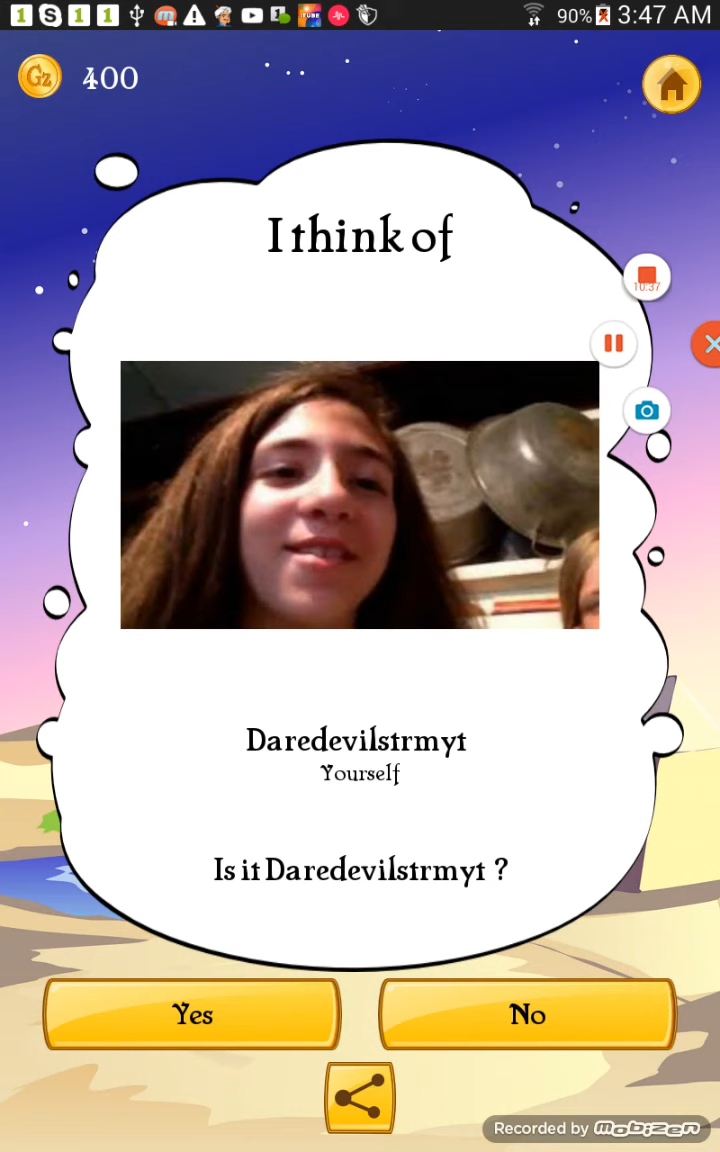 90% 3:47 AM
Gz 400
I think of
10:37
Daredevilstrmyt
Yourself
Is it Daredevilstrmyt ?
Yes No
Recorded by mobizen